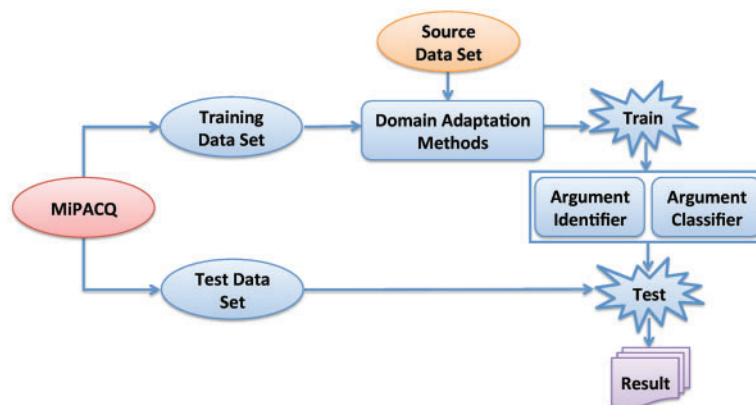 Source
Data Set
Training
Data Set
Domain Adaptation
Methods
Train
MiPACQ
Argument
Identifier
Argument
Classifier
Test Data
Set
Test
Result